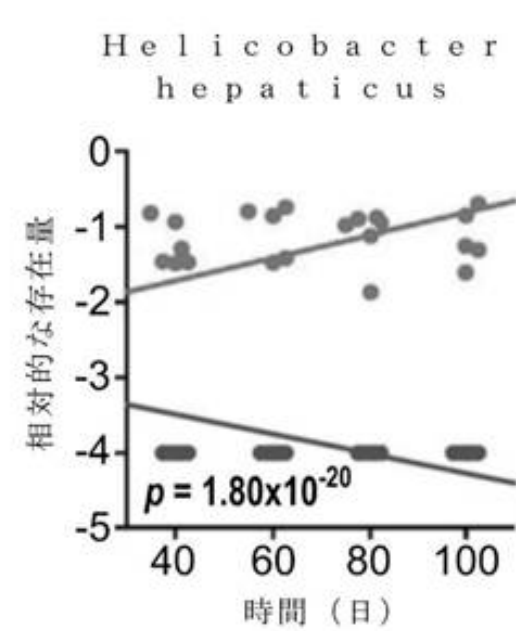 Helicobacter
hepaticus
0
-1
-2
-3
-4
-5
相対的な存在量
p = 1.80x10-20
40 60 80 100
時間（日）